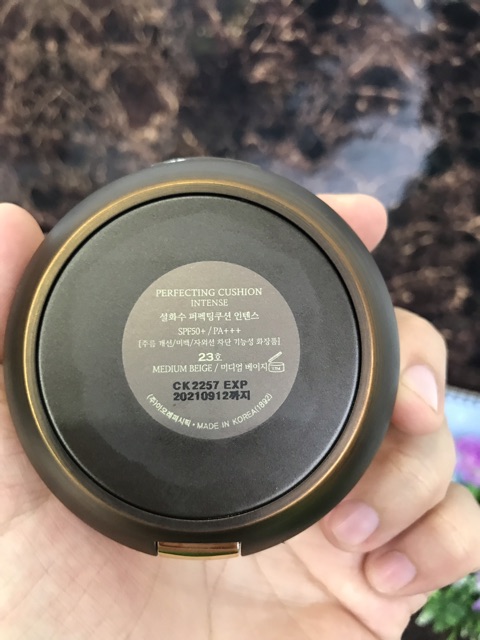 PERFECTING CUSHION
INTENSE
설화수 퍼펙팅쿠션 인텐스
SPF50+ / PA+++
[주름 개선/미백/자외선 차단 기능성 화장품]
23호
MEDIUM BEIGE / 미디엄 베이지
CK2257 EXP
20210912까지
(주)아모레퍼시픽 • MADE IN KOREA(1892)